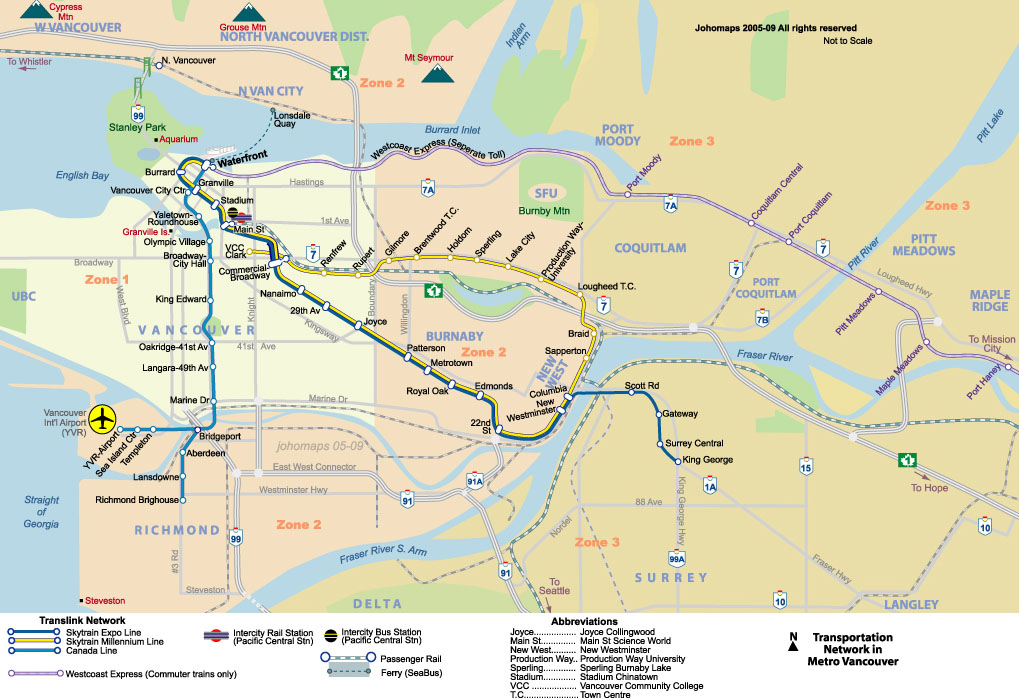 Cypress
Mtn
W VANCOUVER
Grouse Mtn
NORTH VANCOUVER DIST.
Johomaps 2005-09 All rights reserved
Not to Scale
Indian
Arm
To Whistler
N. Vancouver
1
Mt Seymour
Zone 2
N VAN CITY
99
Stanley Park
Aquarium
Lonsdale
Quay
Burrard Inlet
PORT
MOODY
Zone 3
Pitt Lake
Waterfront
Westcoast Express (Seperate Toll)
English Bay
Burrard
Granville
Vancouver City Ctr
Hastings
7A
SFU
Burnby Mtn
Port Moody
7A
Coquitlam Central
Port Coquitlam
Zone 3
Stadium
Yaletown-
Roundhouse
Granville Is.
Main St
1st Ave
Olympic Village
VCC
Clark
7
Renfrew
Rupert
Gilmore
Brentwood T.C.
Holdom
Sperling
Lake City
Production Way-
University
COQUITLAM
7
Pitt River
PITT
MEADOWS
Broadway
Broadway-
City Hall
Commercial-
Broadway
Zone 1
7
Lougheed Hwy
UBC
West Blvd
King Edward
Knight
Nanaimo
29th Av
Boundary
Willingdon
1
Lougheed T.C.
7
PORT
COQUITLAM
7B
Pitt Meadows
MAPLE
RIDGE
VANCOUVER
Kingsway
Joyce
BURNABY
Zone 2
Braid
Sapperton
Oakridge-41st Av
41st Ave
Patterson
Metrotown
Royal Oak
Edmonds
NEW
WEST
Fraser River
To Mission
City
Maple Meadows
Port Haney
Langara-49th Av
Columbia
New
Westminster
Scott Rd
Marine Dr
Marine Dr
22nd
St
Gateway
Vancouver
Int'l Airport
(YVR)
YVR-Airport
Sea Island Ctr
Templeton
Bridgeport
johomaps 05-09
Surrey Central
King George
Aberdeen
East West Connector
Lansdowne
Richmond Brighouse
Westminster Hwy
91
91A
1A
15
1
To Hope
Straight
of
Georgia
RICHMOND
Zone 2
99
88 Ave
King George Hwy
Nordel
Zone 3
10
Fraser River S. Arm
#3 Rd
91
99A
SURREY
Fraser Hwy
Steveston
Steveston
DELTA
To
Seattle
10
LANGLEY
Translink Network
Skytrain Expo Line
Skytrain Millennium Line
Canada Line
Westcoast Express (Commuter trains only)
Intercity Rail Station
(Pacific Central Stn)
Intercity Bus Station
(Pacific Central Stn)
Passenger Rail
Ferry (SeaBus)
Abbreviations
Joyce................ Joyce Collingwood
Main St............ Main St Science World
New West......... New Westminster
Production Way.. Production Way University
Sperling............ Sperling Burnaby Lake
Stadium............ Stadium Chinatown
VCC ................. Vancouver Community College
T.C.................... Town Centre
N
Transportation
Network in
Metro Vancouver